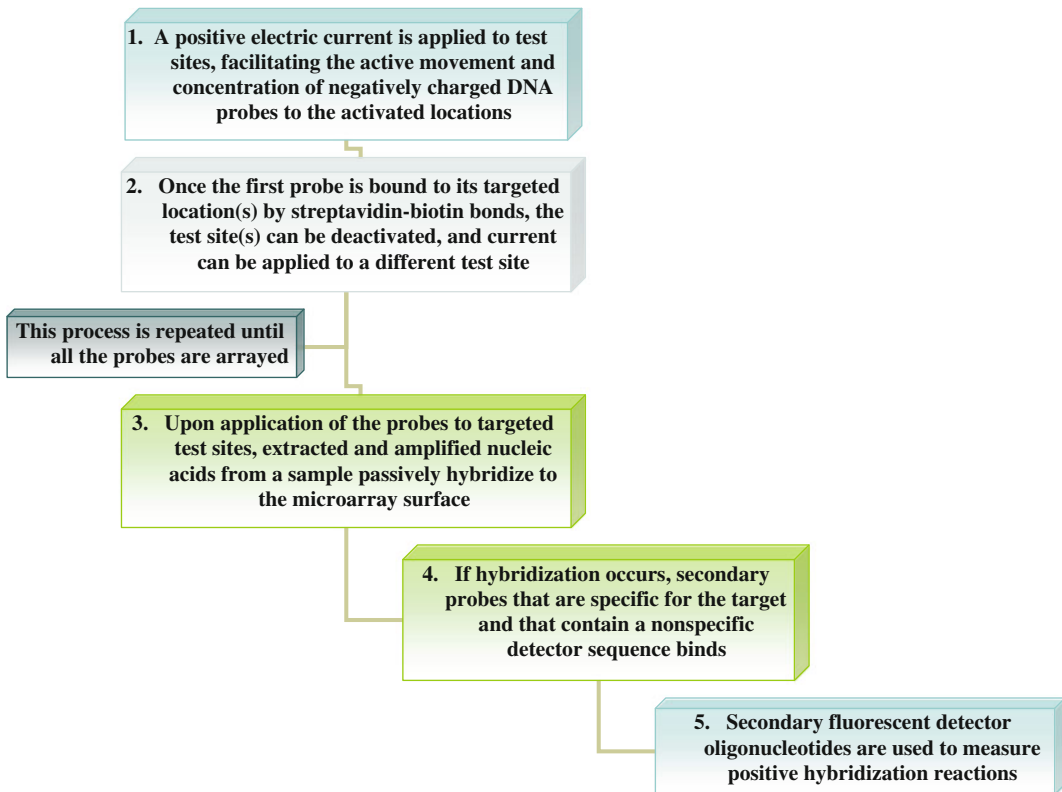 1. A positive electric current is applied to test
sites, facilitating the active movement and
concentration of negatively charged DNA
probes to the activated locations
2. Once the first probe is bound to its targeted
location(s) by streptavidin-biotin bonds, the
test site(s) can be deactivated, and current
can be applied to a different test site
This process is repeated until
all the probes are arrayed
3. Upon application of the probes to targeted
test sites, extracted and amplified nucleic
acids from a sample passively hybridize to
the microarray surface
4. If hybridization occurs, secondary
probes that are specific for the target
and that contain a nonspecific
detector sequence binds
5. Secondary fluorescent detector
oligonucleotides are used to measure
positive hybridization reactions